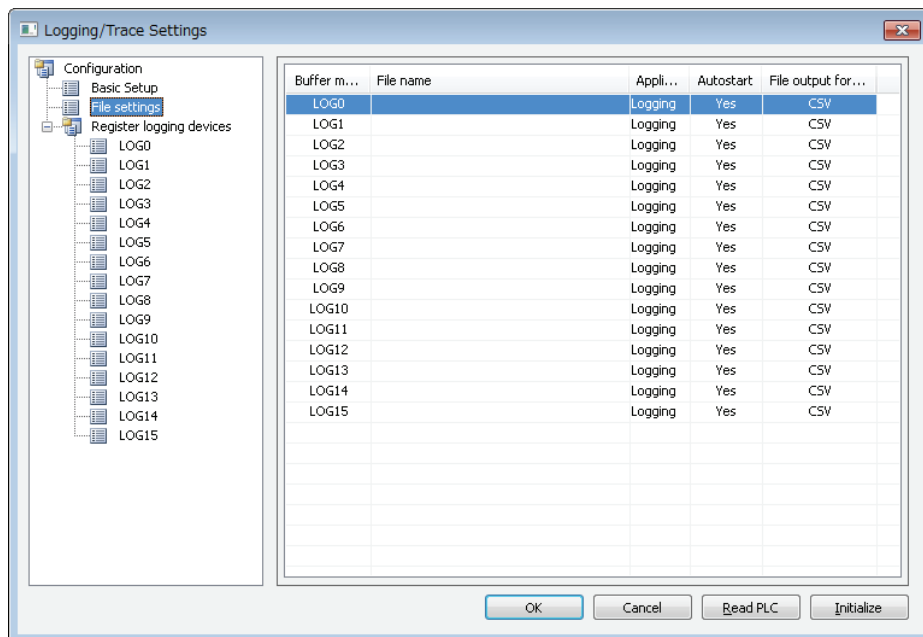 Logging/Trace Settings
Configuration
Basic Setup
File settings
Register logging devices
LOG0
LOG1
LOG2
LOG3
LOG4
LOG5
LOG6
LOG7
LOG8
LOG9
LOG10
LOG11
LOG12
LOG13
LOG14
LOG15
Buffer m... File name Appli... Autostart File output for...
LOG0 Logging Yes CSV
LOG1 Logging Yes CSV
LOG2 Logging Yes CSV
LOG3 Logging Yes CSV
LOG4 Logging Yes CSV
LOG5 Logging Yes CSV
LOG6 Logging Yes CSV
LOG7 Logging Yes CSV
LOG8 Logging Yes CSV
LOG9 Logging Yes CSV
LOG10 Logging Yes CSV
LOG11 Logging Yes CSV
LOG12 Logging Yes CSV
LOG13 Logging Yes CSV
LOG14 Logging Yes CSV
LOG15 Logging Yes CSV
OK Cancel Read PLC Initialize